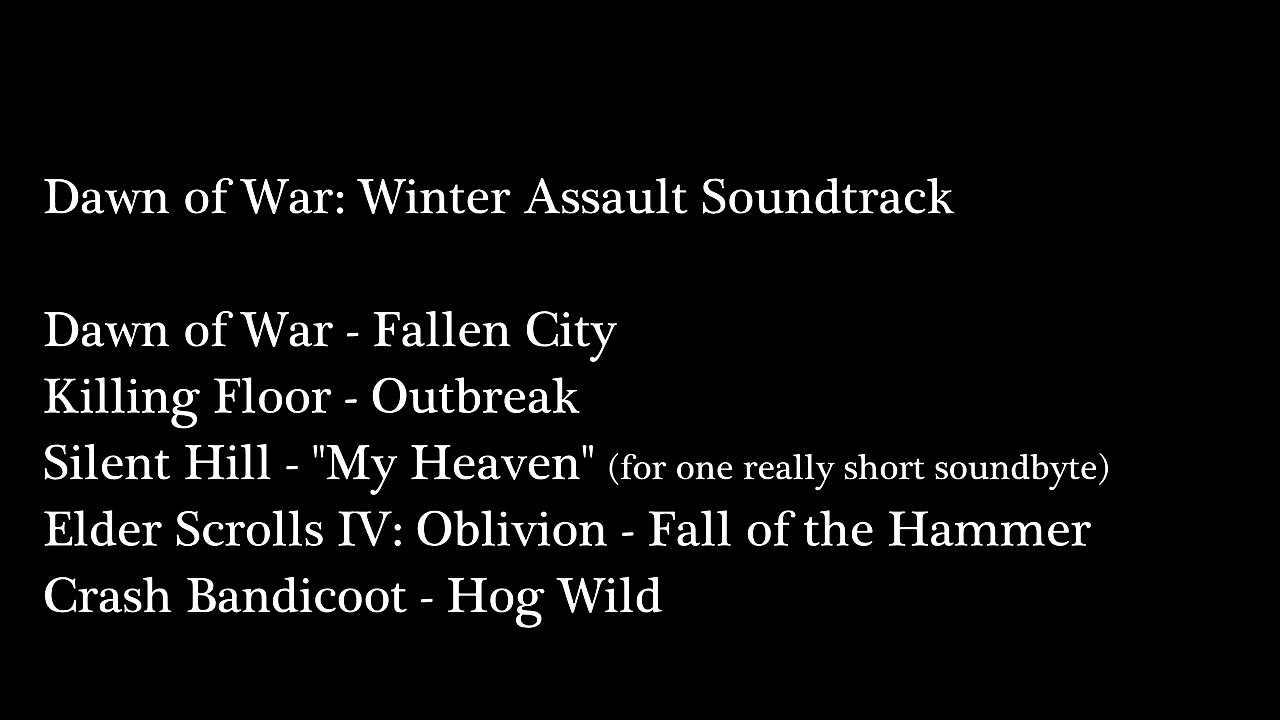 Dawn of War: Winter Assault Soundtrack
Dawn of War - Fallen City
Killing Floor - Outbreak
Silent Hill - "My Heaven" (for one really short soundbyte)
Elder Scrolls IV: Oblivion - Fall of the Hammer
Crash Bandicoot - Hog Wild